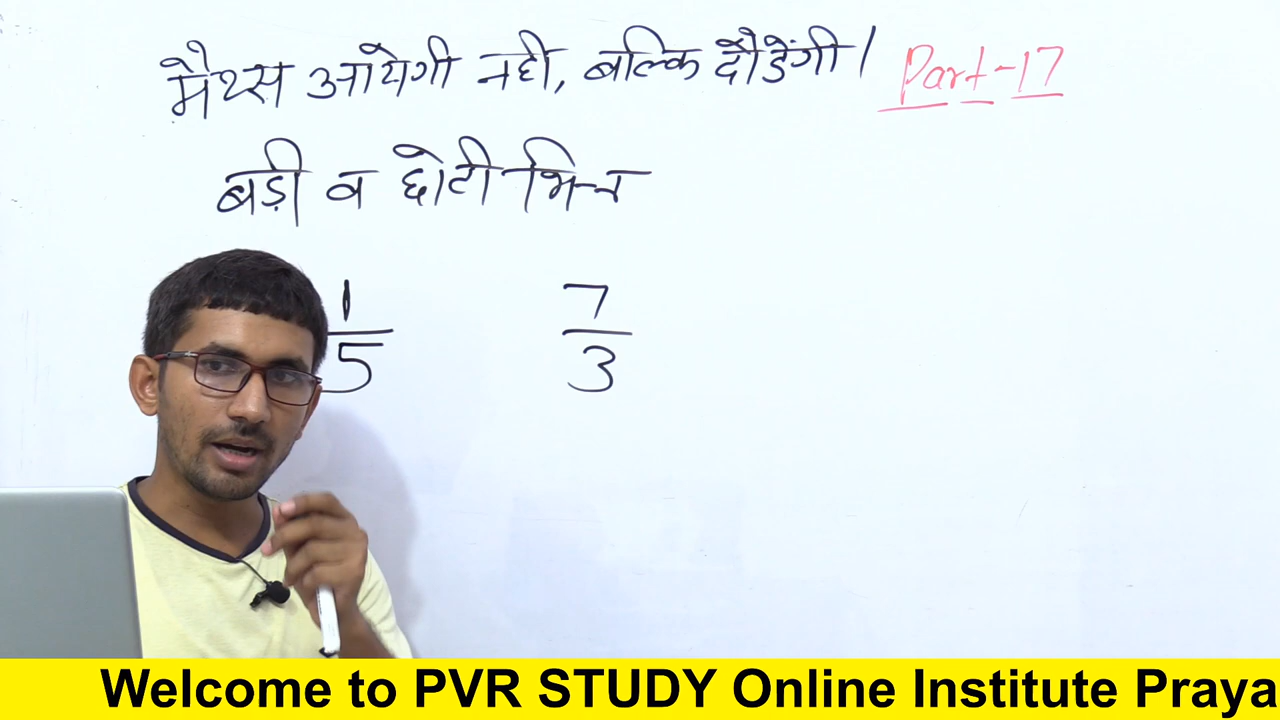 मैथ्स आयेगी नही, बल्कि दौडेंगी। Part-17
बड़ी व छोटी भिन्न
1/5 7/3
Welcome to PVR STUDY Online Institute Praya